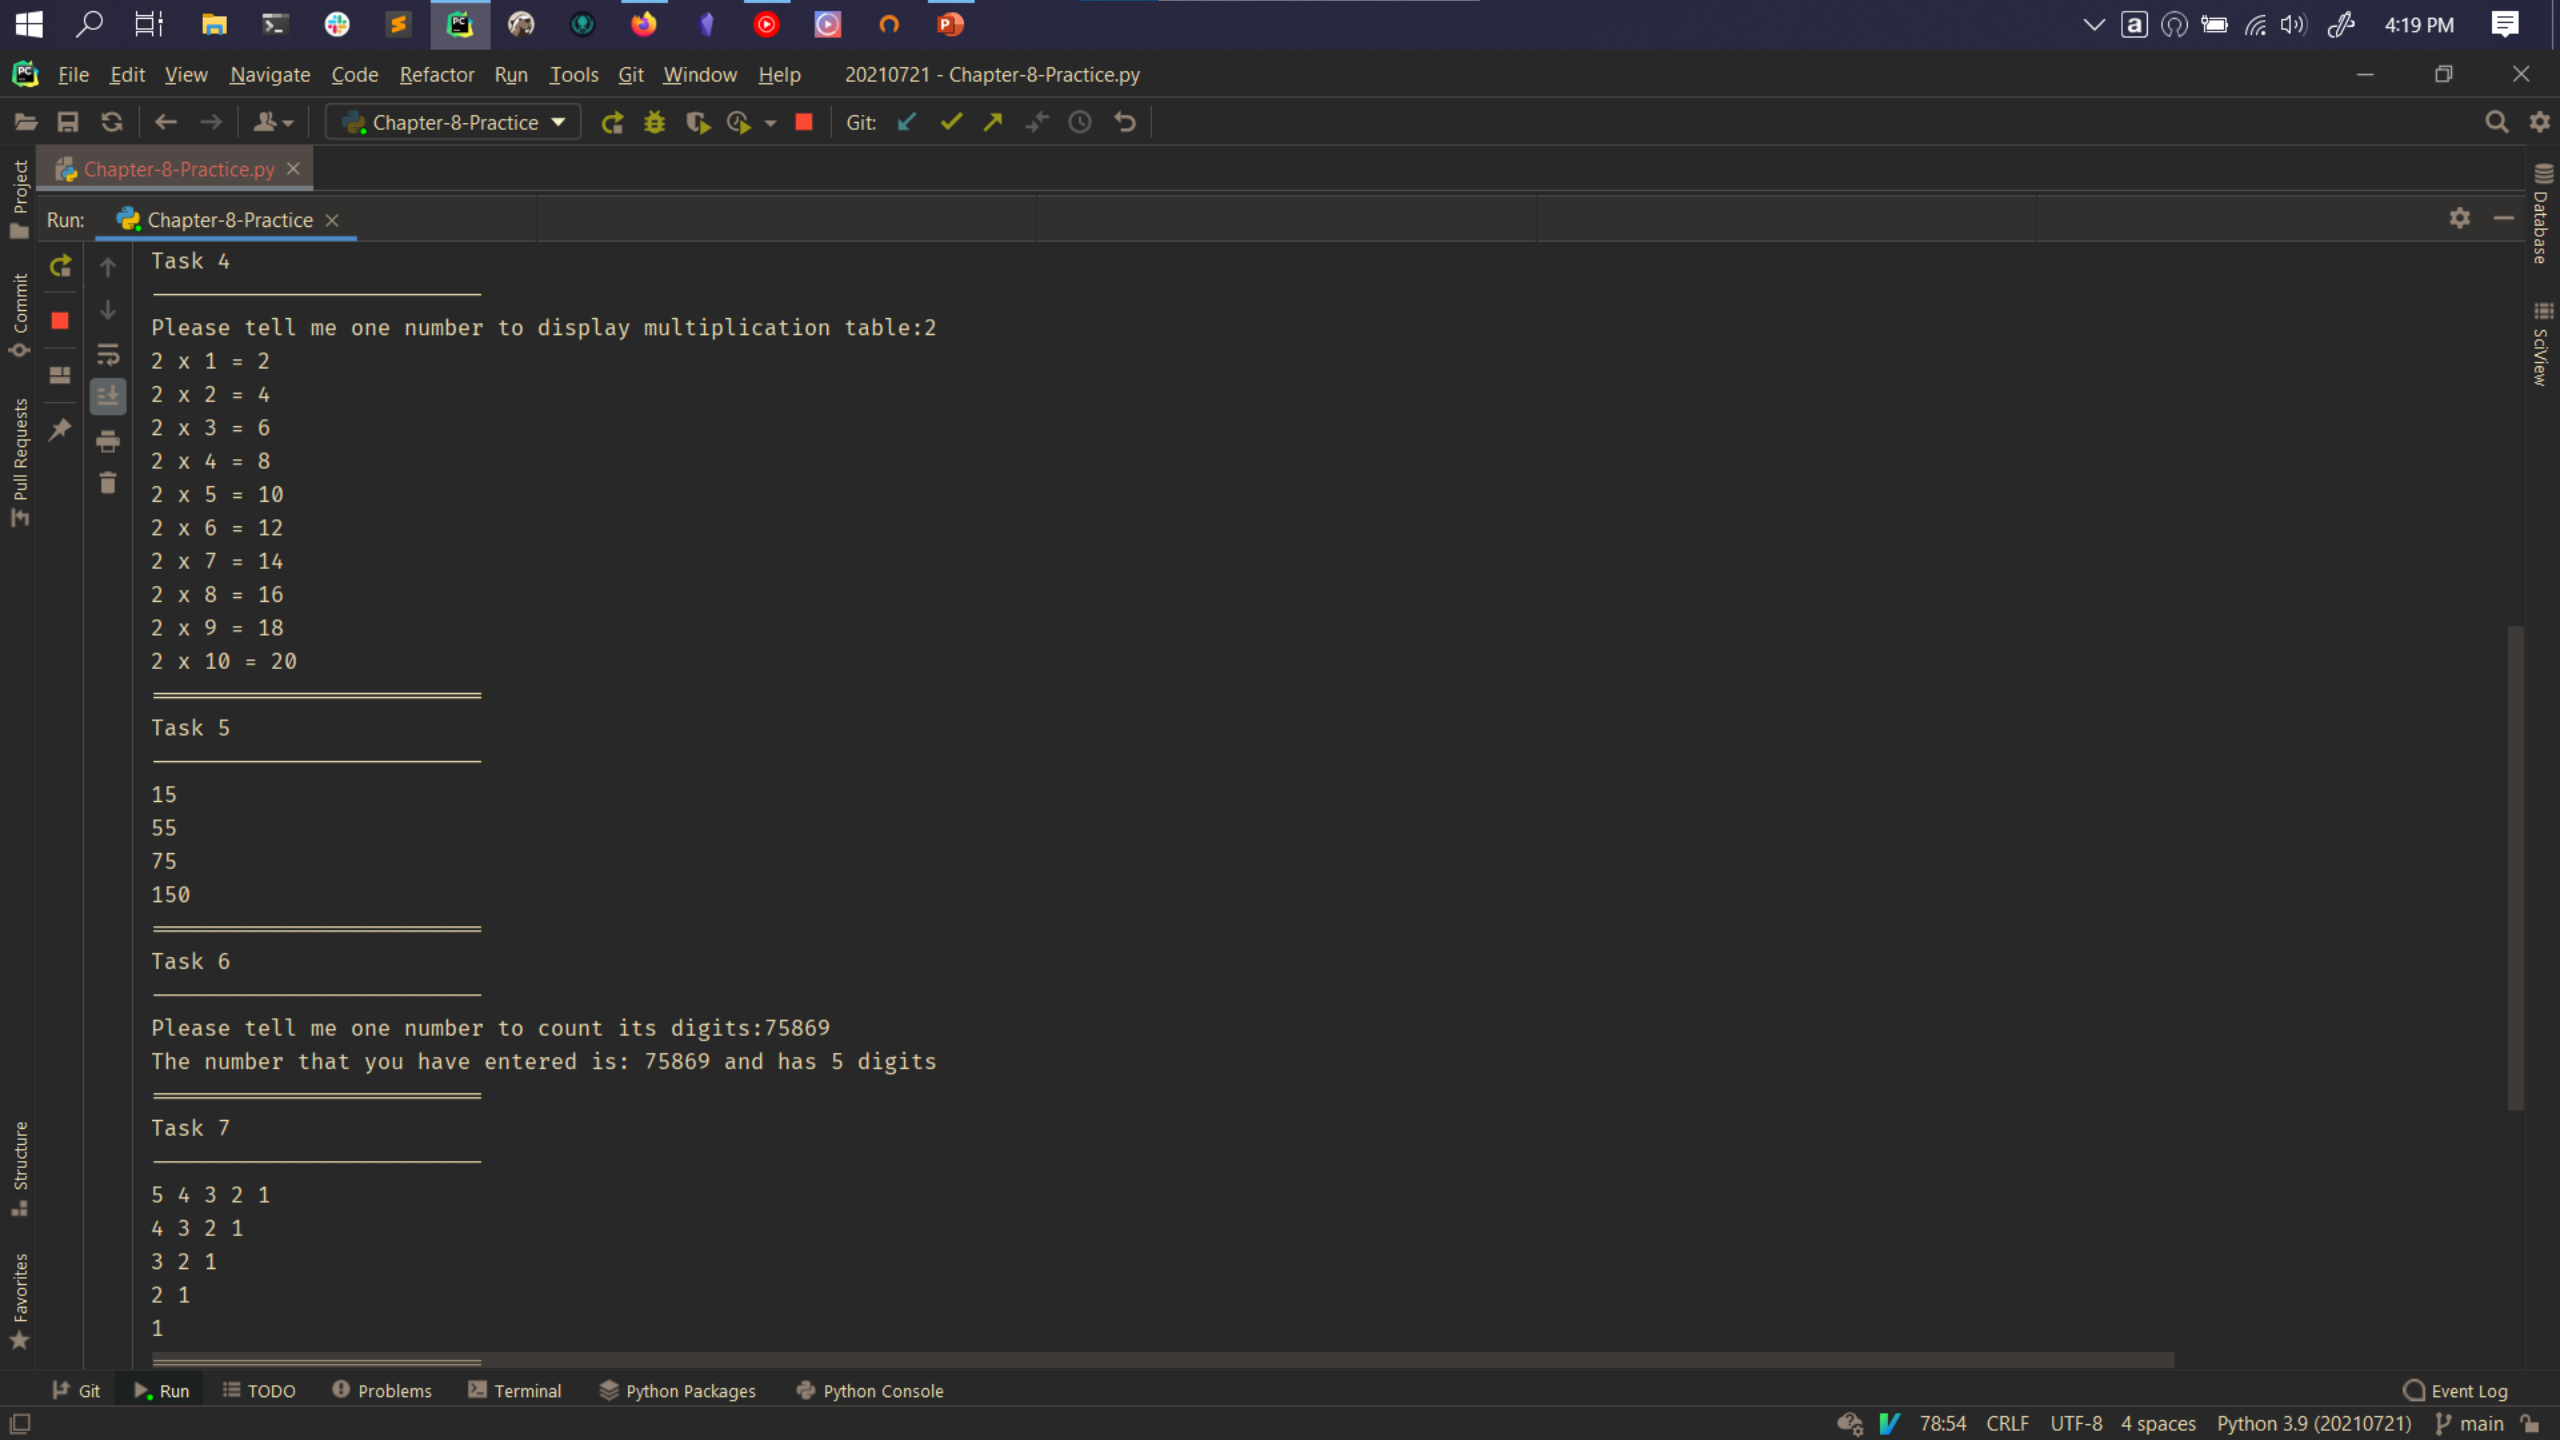 4:19 PM
File Edit View Navigate Code Refactor Run Tools Git Window Help 20210721 - Chapter-8-Practice.py
Chapter-8-Practice Git:
Chapter-8-Practice.py
Run: Chapter-8-Practice
Project
Commit
Pull Requests
Structure
Favorites
Database
SciView
Task 4
Please tell me one number to display multiplication table:2
2 x 1 = 2
2 x 2 = 4
2 x 3 = 6
2 x 4 = 8
2 x 5 = 10
2 x 6 = 12
2 x 7 = 14
2 x 8 = 16
2 x 9 = 18
2 x 10 = 20
Task 5
15
55
75
150
Task 6
Please tell me one number to count its digits:75869
The number that you have entered is: 75869 and has 5 digits
Task 7
5 4 3 2 1
4 3 2 1
3 2 1
2 1
1
Git Run TODO Problems Terminal Python Packages Python Console Event Log
78:54 CRLF UTF-8 4 spaces Python 3.9 (20210721) main